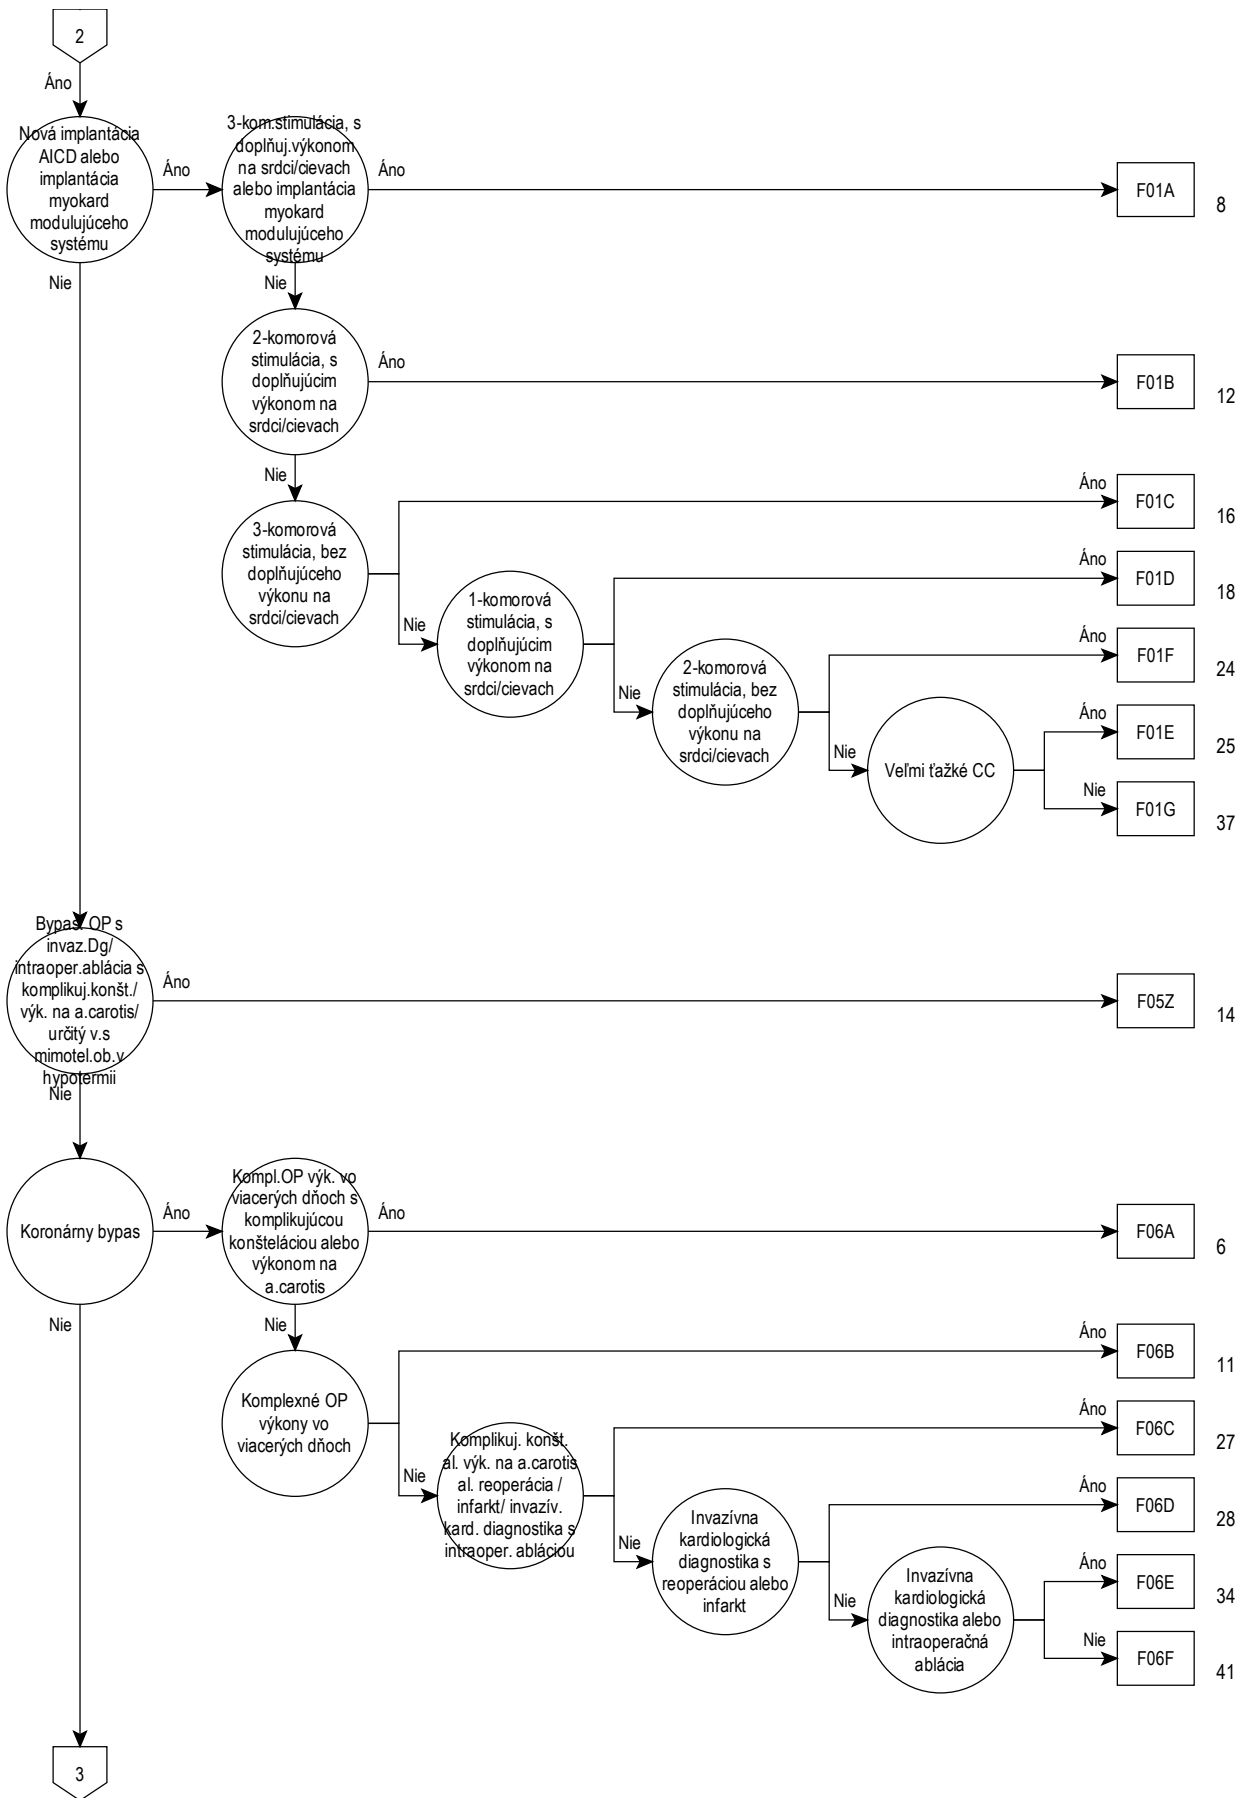 2
Áno
Nová implantácia
AICD alebo
implantácia
myokard
modulujúceho
systému
Áno
3-kom.stimulácia, s
doplňuj.výkonom
na srdci/cievach
alebo implantácia
myokard
modulujúceho
systému
Áno
F01A
8
Nie
Nie
2-komorová
stimulácia, s
doplňujúcim
výkonom na
srdci/cievach
Áno
F01B
12
Nie
3-komorová
stimulácia, bez
doplňujúceho
výkonu na
srdci/cievach
Áno
F01C
16
Nie
1-komorová
stimulácia, s
doplňujúcim
výkonom na
srdci/cievach
Áno
F01D
18
Nie
2-komorová
stimulácia, bez
doplňujúceho
výkonu na
srdci/cievach
Áno
F01F
24
Nie
Veľmi ťažké CC
Áno
F01E
25
Nie
F01G
37
Bypas. OP s
invaz.Dg/
intraoper.ablácia s
komplikuj.konšt./
výk. na a.carotis/
určitý v.s
mimotel.ob.v
hypotermii
Áno
F05Z
14
Nie
Koronárny bypas
Áno
Kompl.OP výk. vo
viacerých dňoch s
komplikujúcou
konšteláciou alebo
výkonom na
a.carotis
Áno
F06A
6
Nie
Nie
Komplexné OP
výkony vo
viacerých dňoch
Áno
F06B
11
Nie
Komplikuj. konšt.
al. výk. na a.carotis
al. reoperácia /
infarkt/ invazív.
kard. diagnostika s
intraoper. abláciou
Áno
F06C
27
Nie
Invazívna
kardiologická
diagnostika s
reoperáciou alebo
infarkt
Áno
F06D
28
Nie
Invazívna
kardiologická
diagnostika alebo
intraoperačná
ablácia
Áno
F06E
34
Nie
F06F
41
3